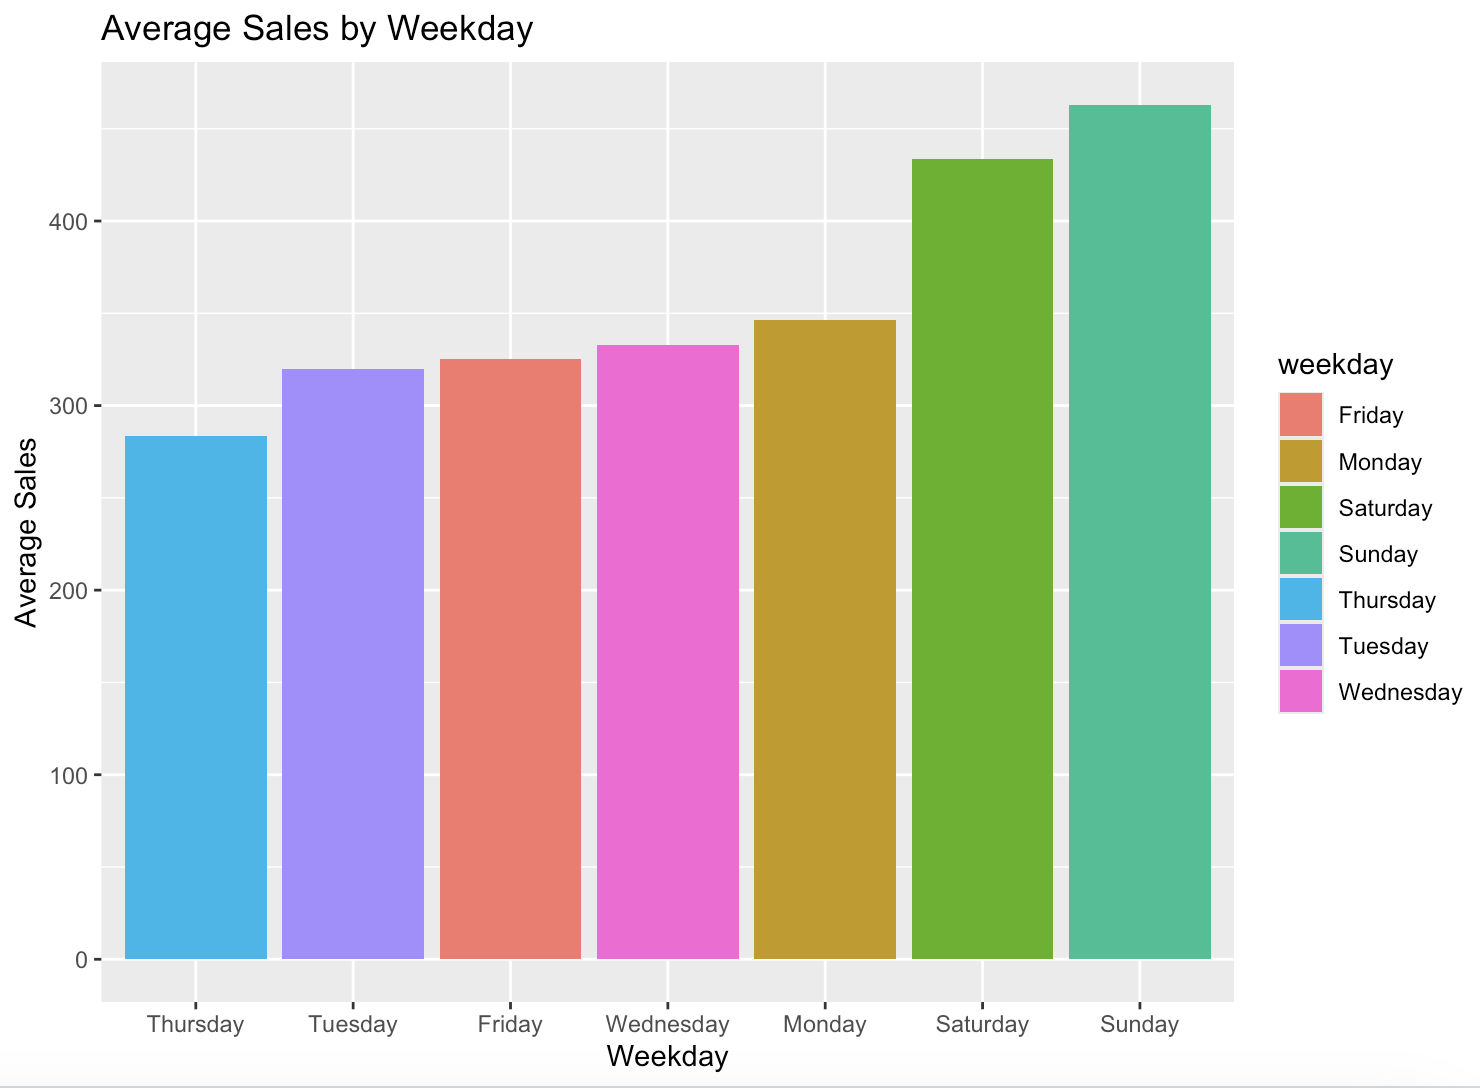 Average Sales by Weekday
Average Sales
400
300
200
100
0
Thursday Tuesday Friday Wednesday Monday Saturday Sunday
Weekday
weekday
Friday
Monday
Saturday
Sunday
Thursday
Tuesday
Wednesday